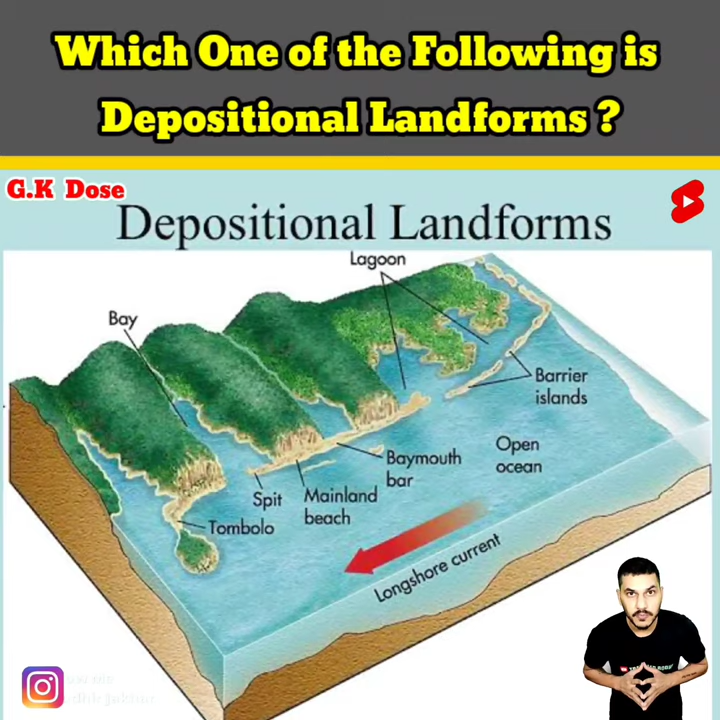 Which One of the Following is
Depositional Landforms ?
G.K Dose
Depositional Landforms
Lagoon
Bay
Barrier
islands
Open
ocean
Baymouth
bar
Spit
Mainland
beach
Tombolo
Longshore current